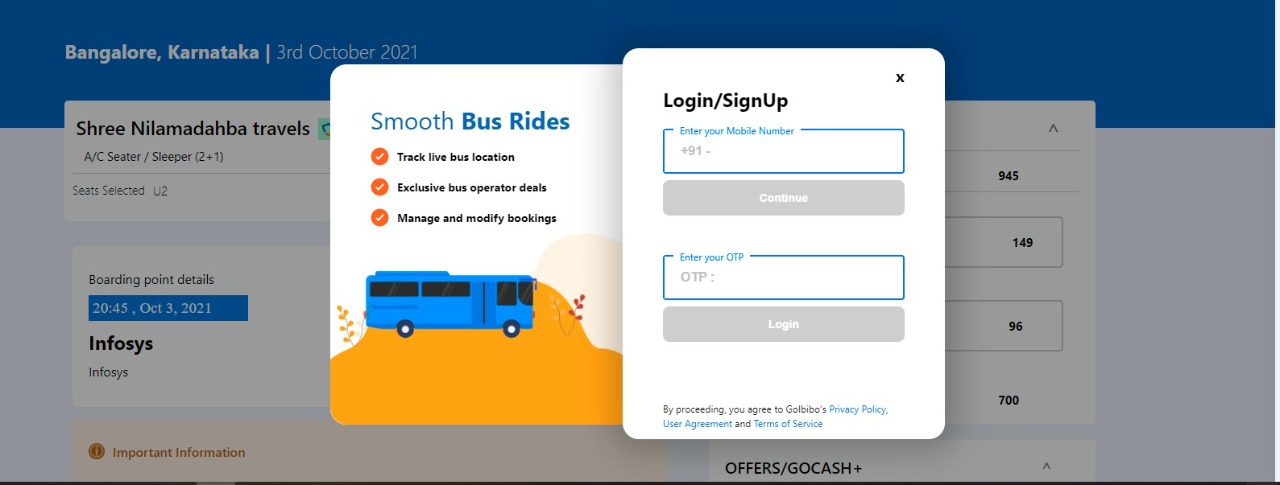 Bangalore, Karnataka | 3rd October 2021
Shree Nilamadahba travels
A/C Seater / Sleeper (2+1)
Seats Selected U2
Boarding point details
20:45 , Oct 3, 2021
Infosys
Infosys
Important Information
Smooth Bus Rides
Track live bus location
Exclusive bus operator deals
Manage and modify bookings
x
Login/SignUp
Enter your Mobile Number
+91 -
Continue
Enter your OTP
OTP :
Login
By proceeding, you agree to GoIbibo's Privacy Policy,
User Agreement and Terms of Service
945
149
96
700
OFFERS/GOCASH+